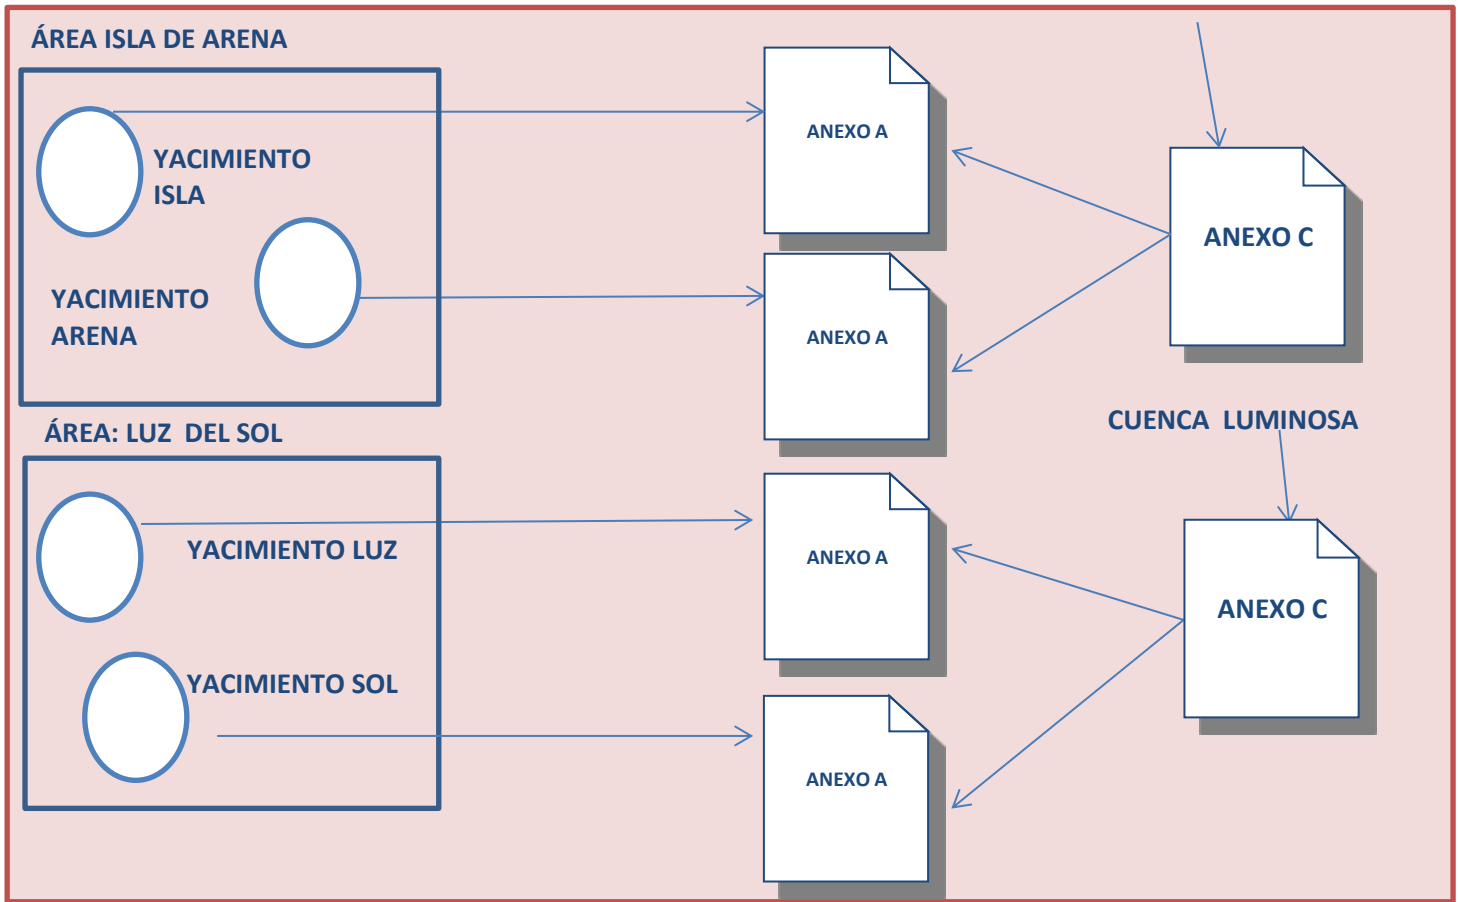 ÁREA ISLA DE ARENA
YACIMIENTO
ISLA
YACIMIENTO
ARENA
ANEXO A
ANEXO A
ANEXO C
ÁREA: LUZ DEL SOL
CUENCA LUMINOSA
YACIMIENTO LUZ
YACIMIENTO SOL
ANEXO A
ANEXO A
ANEXO C